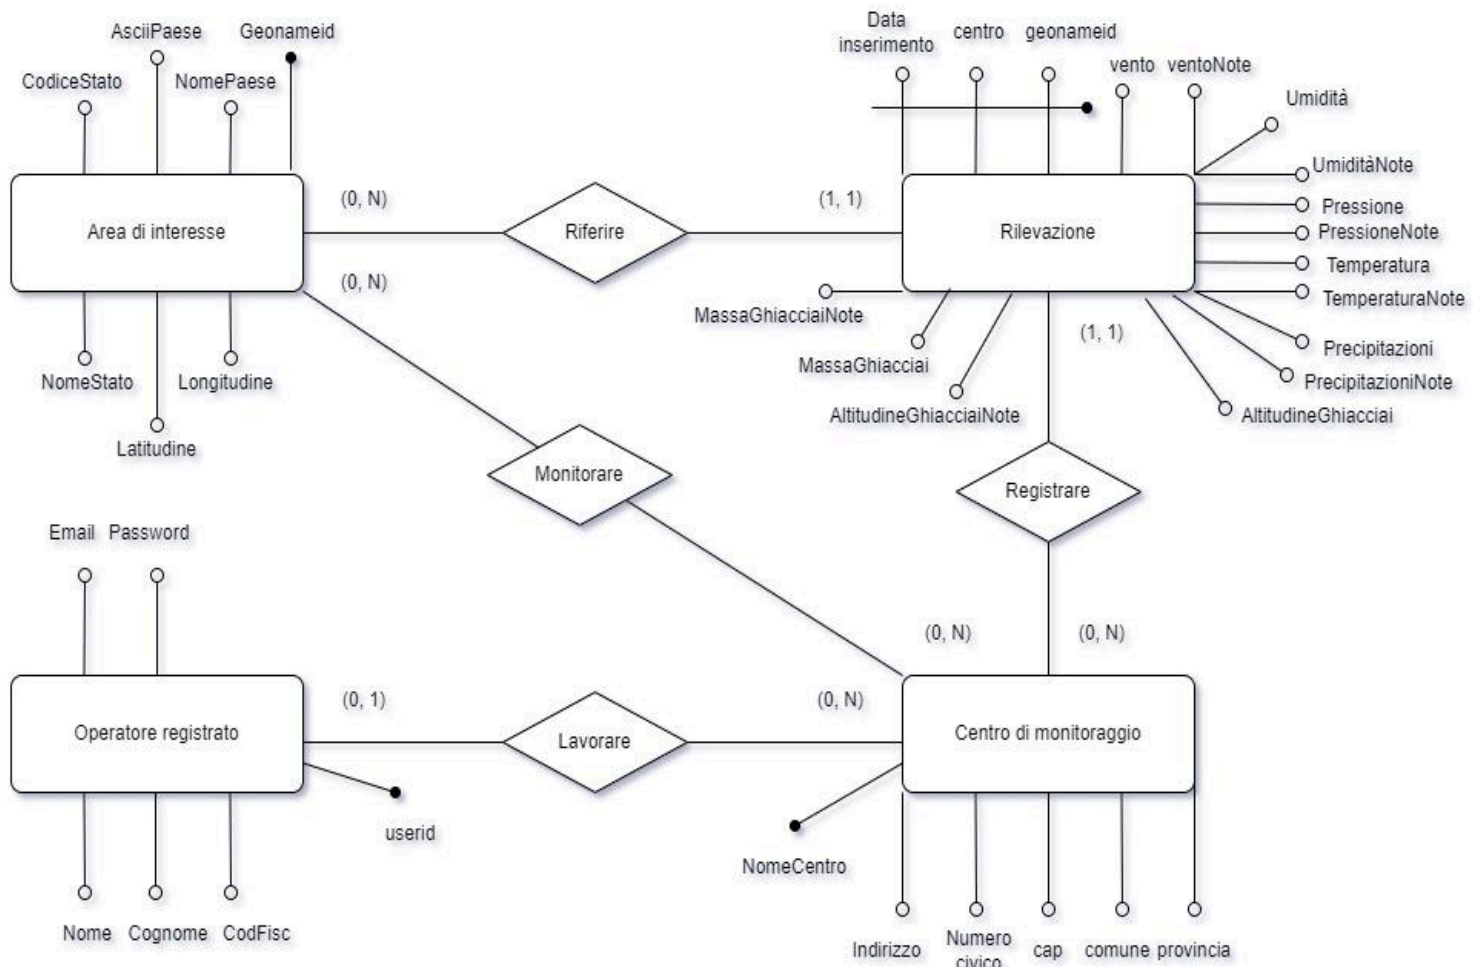 AsciiPaese
Geonameid
CodiceStato
NomePaese
Data
inserimento
centro
geonameid
vento
ventoNote
Umidità
UmiditàNote
Area di interesse
(0, N)
Riferire
(1, 1)
Rilevazione
Pressione
PressioneNote
Temperatura
TemperaturaNote
(0, N)
MassaGhiacciaiNote
MassaGhiacciai
AltitudineGhiacciaiNote
(1, 1)
Precipitazioni
PrecipitazioniNote
AltitudineGhiacciai
NomeStato
Longitudine
Latitudine
Monitorare
Registrare
Email
Password
(0, N)
(0, N)
Operatore registrato
(0, 1)
Lavorare
(0, N)
Centro di monitoraggio
userid
NomeCentro
Nome
Cognome
CodFisc
Indirizzo
Numero
civico
cap
comune
provincia